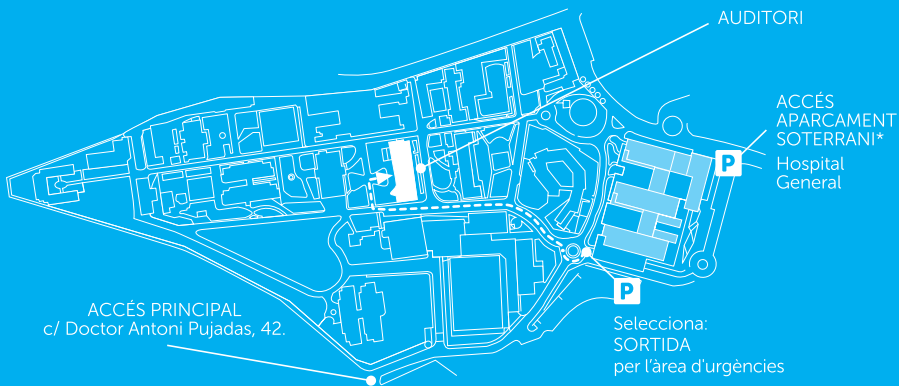 AUDITORI
ACCÉS
APARCAMENT
SOTERRANI*
Hospital
General
P
P
ACCÉS PRINCIPAL
c/ Doctor Antoni Pujadas, 42.
Selecciona:
SORTIDA
per l'àrea d'urgències